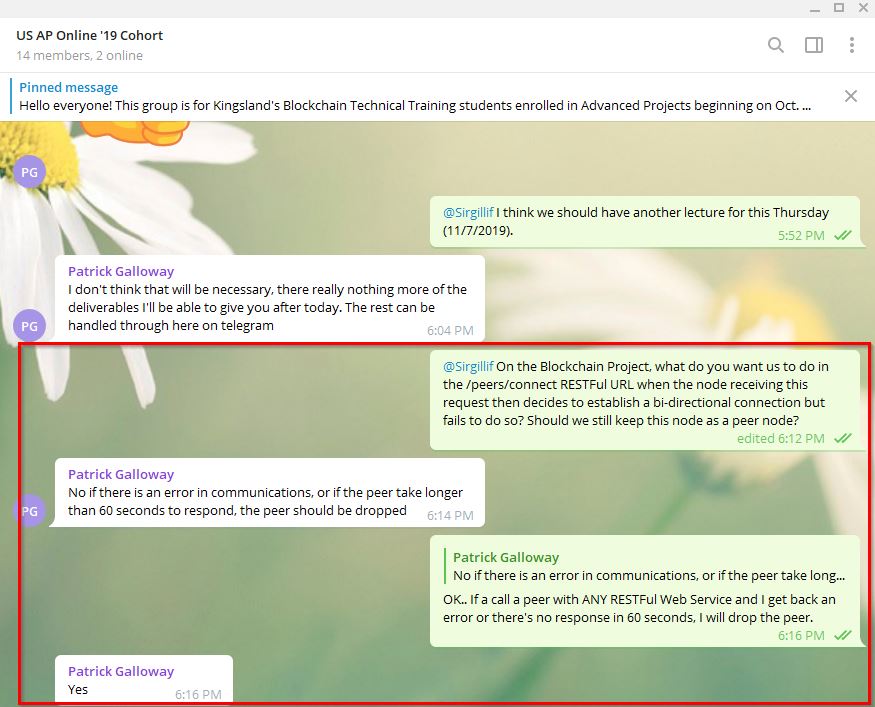 US AP Online '19 Cohort
14 members, 2 online
Pinned message
Hello everyone! This group is for Kingsland's Blockchain Technical Training students enrolled in Advanced Projects beginning on Oct. ...
PG
@Sirgillif I think we should have another lecture for this Thursday
(11/7/2019).
5:52 PM
Patrick Galloway
I don't think that will be necessary, there really nothing more of the
deliverables I'll be able to give you after today. The rest can be
handled through here on telegram
6:04 PM
PG
@Sirgillif On the Blockchain Project, what do you want us to do in
the /peers/connect RESTFul URL when the node receiving this
request then decides to establish a bi-directional connection but
fails to do so? Should we still keep this node as a peer node?
edited 6:12 PM
Patrick Galloway
No if there is an error in communications, or if the peer take longer
than 60 seconds to respond, the peer should be dropped
6:14 PM
PG
Patrick Galloway
No if there is an error in communications, or if the peer take long...
OK.. If a call a peer with ANY RESTFul Web Service and I get back an
error or there's no response in 60 seconds, I will drop the peer.
6:16 PM
Patrick Galloway
Yes
6:16 PM